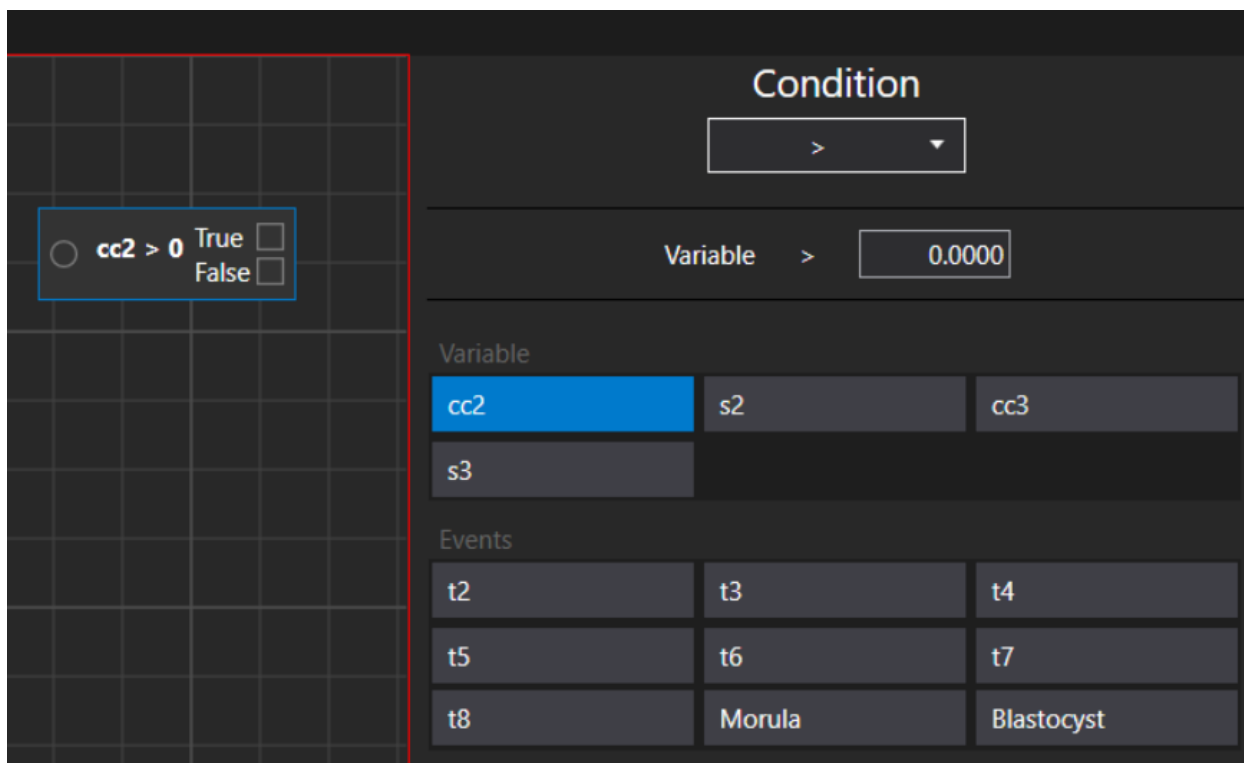 cc2 > 0 True
False
Condition
>
Variable > 0.0000
Variable
cc2 s2 cc3
s3
Events
t2 t3 t4
t5 t6 t7
t8 Morula Blastocyst